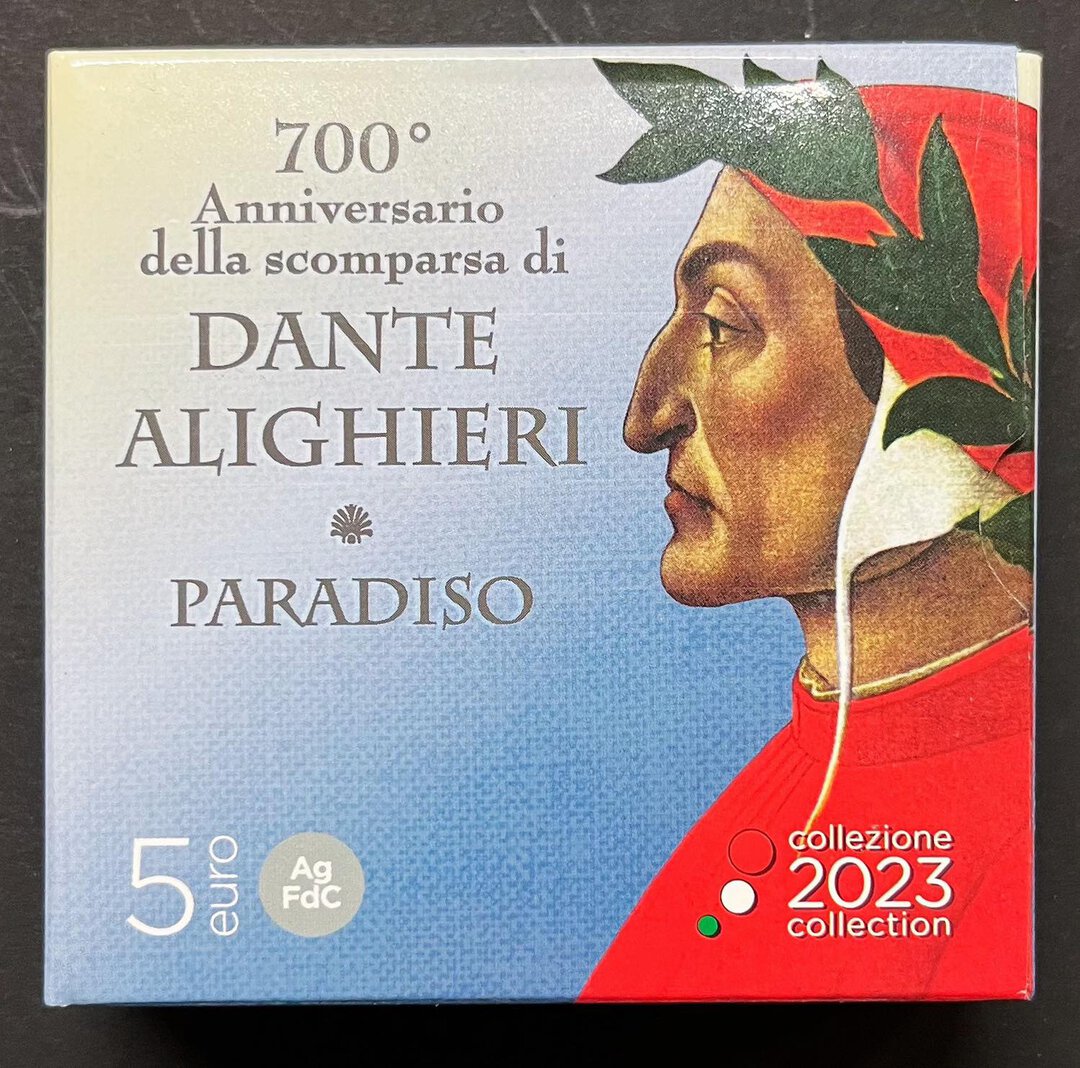 700°
Anniversario
della scomparsa di
DANTE
ALIGHIERI
PARADISO
5 euro
Ag
FdC
collezione
2023
collection